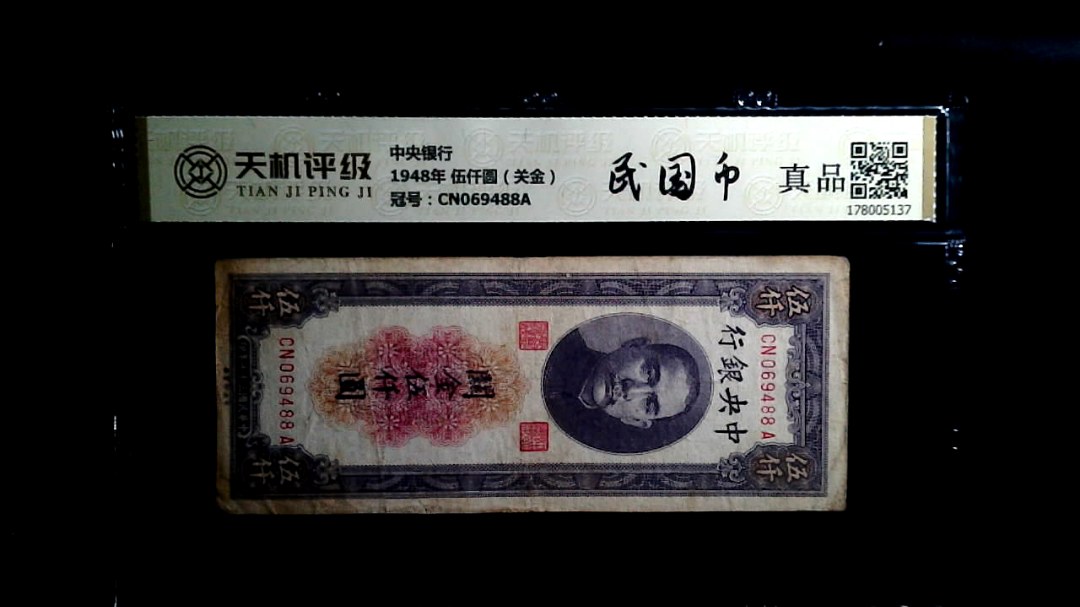 天机评级
TIAN JI PING JI
中央银行
1948年 伍仟圆（关金）
冠号：CN069488A
民国币
真品
178005137
中央銀行
關金伍仟圓
伍仟
伍仟
伍仟
伍仟
CN069488A
CN069488A